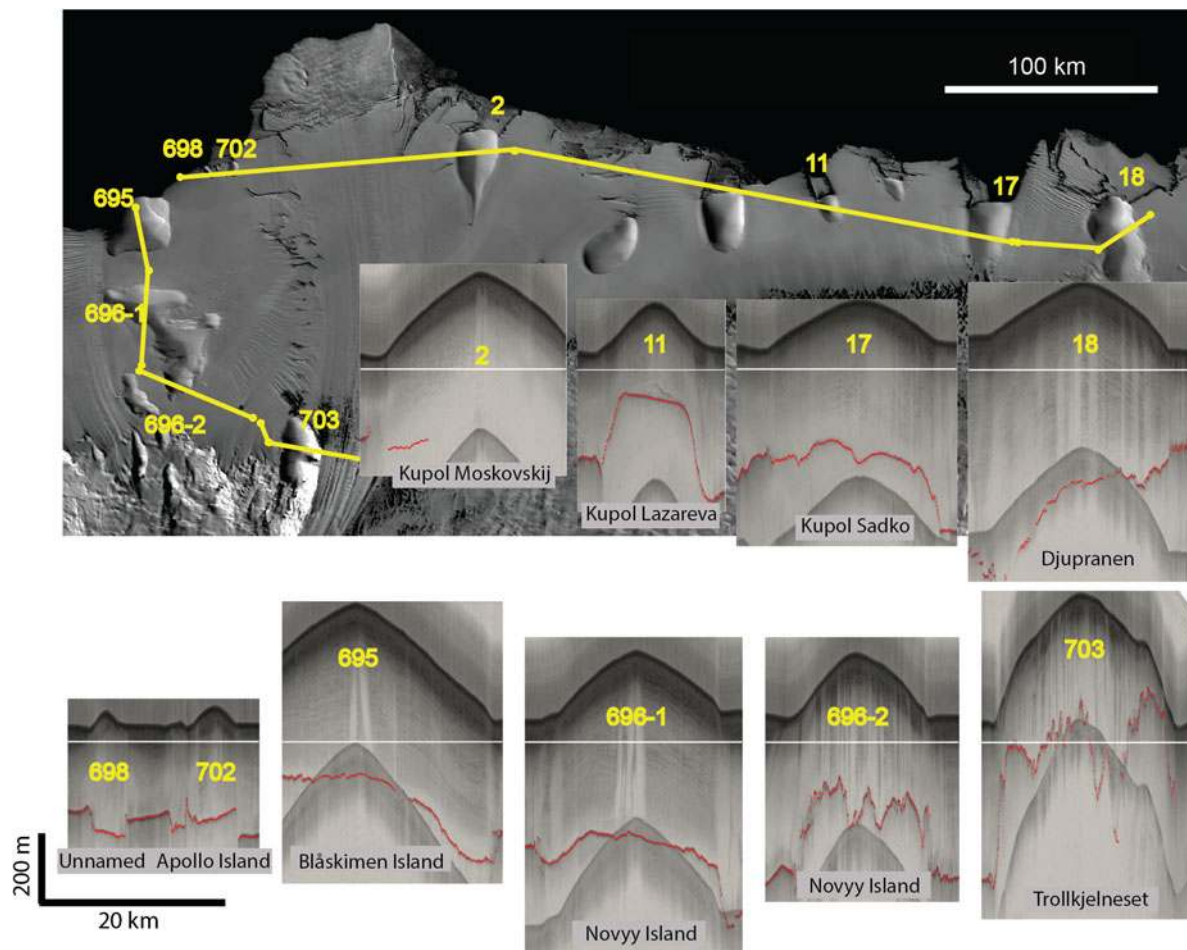 100 km
2
698 702
11
17
18
695
696-1
696-2
703
2
11
17
18
Kupol Moskovskij
Kupol Lazareva
Kupol Sadko
Djupranen
695
696-1
696-2
703
698
702
Unnamed
Apollo Island
Blåskimen Island
Novyy Island
Novyy Island
Trollkjelneset
200 m
20 km